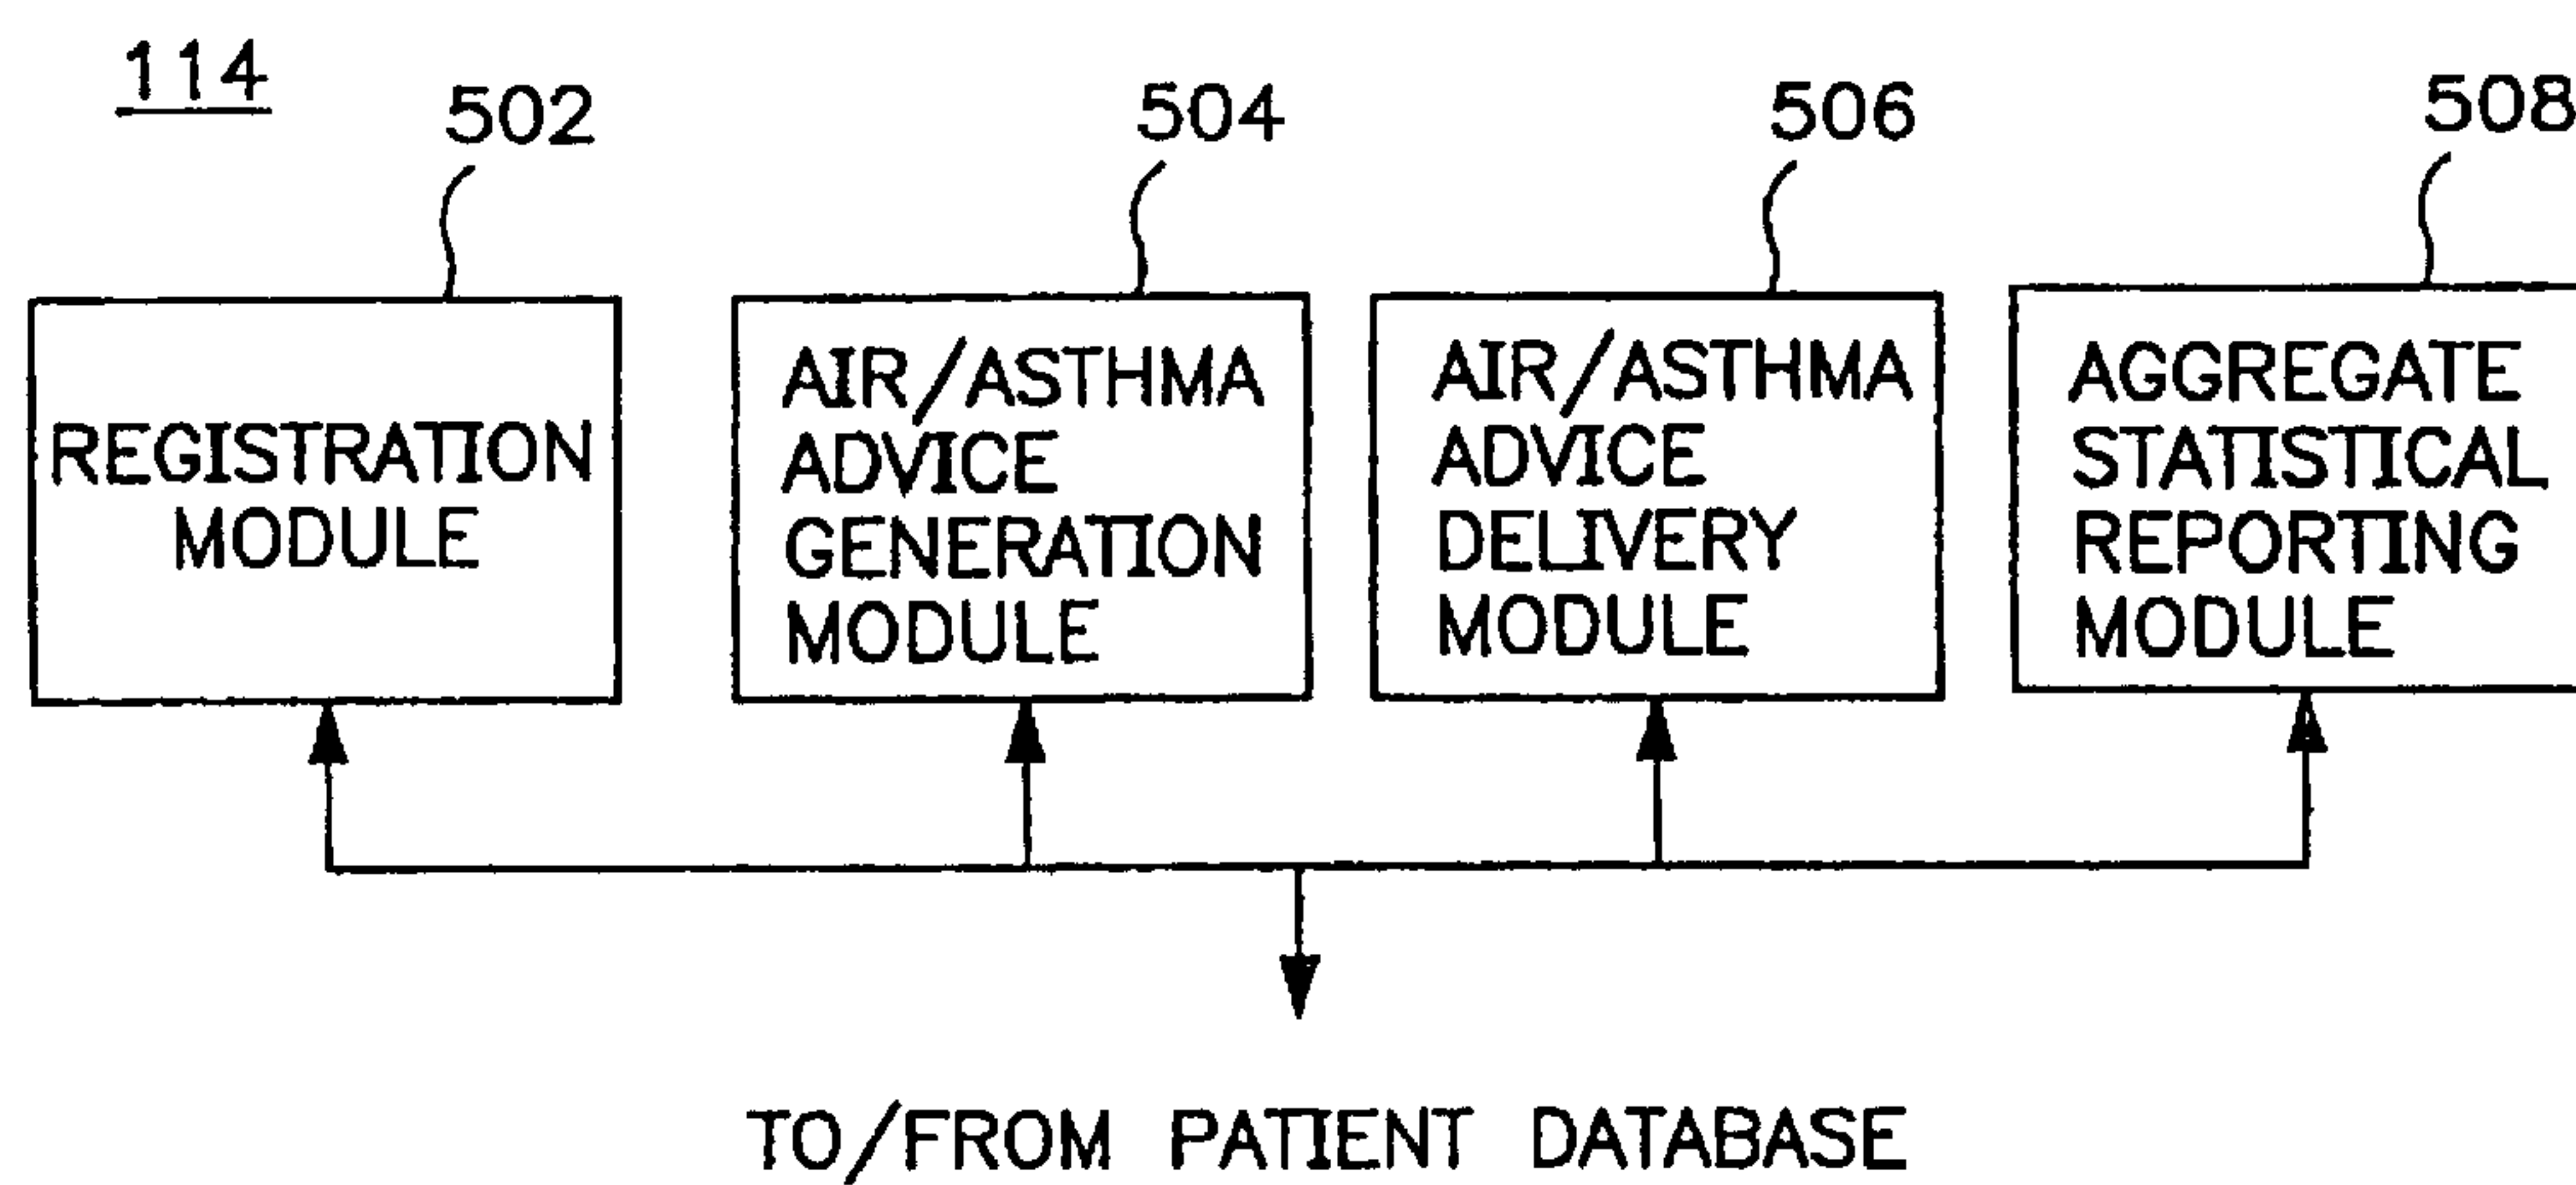 114
502
504
506
508
REGISTRATION
MODULE
AIR/ASTHMA
ADVICE
GENERATION
MODULE
AIR/ASTHMA
ADVICE
DELIVERY
MODULE
AGGREGATE
STATISTICAL
REPORTING
MODULE
TO/FROM PATIENT DATABASE